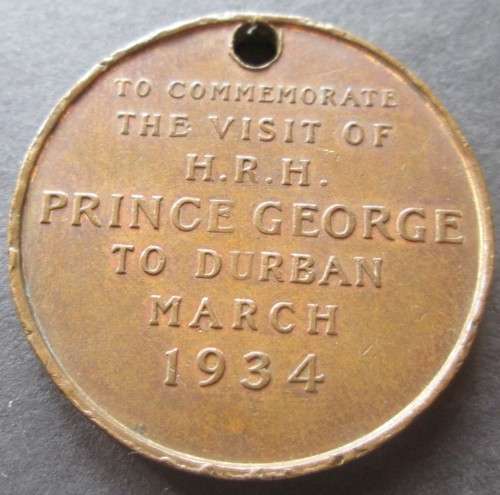 TO COMMEMORATE
THE VISIT OF
H.R.H.
PRINCE GEORGE
TO DURBAN
MARCH
1934